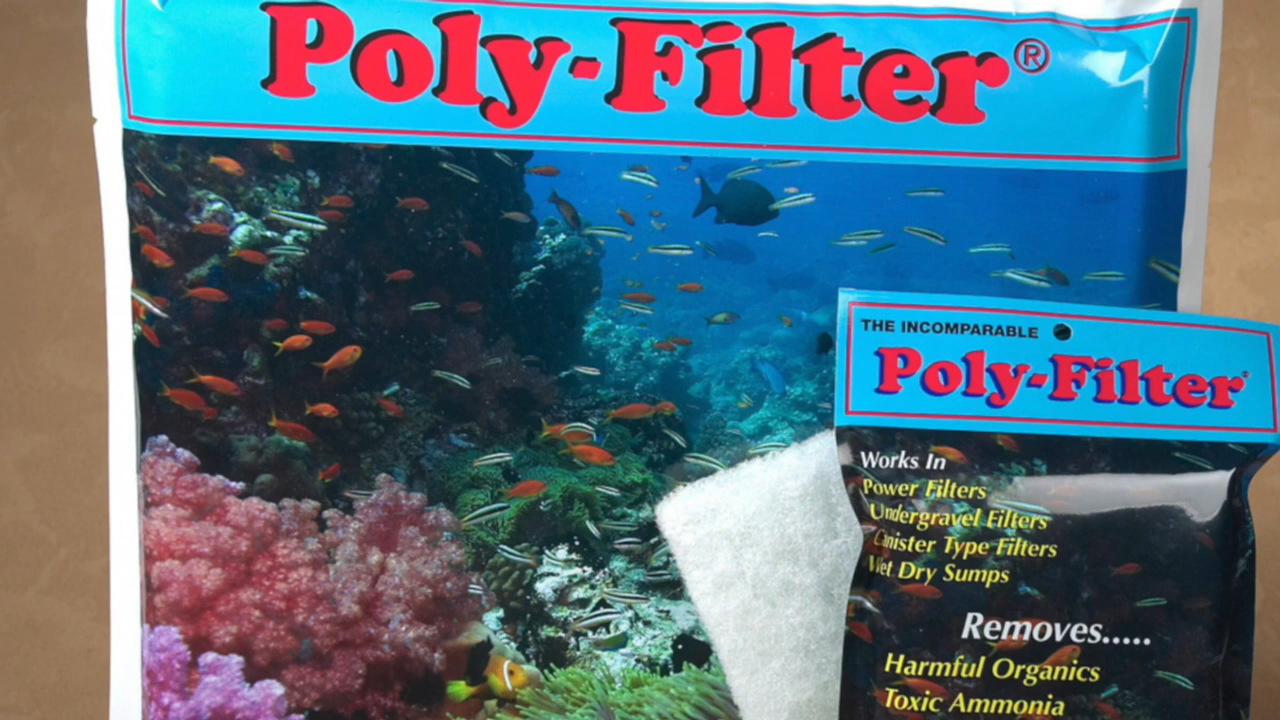 Poly-Filter®
THE INCOMPARABLE
Poly-Filter
Works In
Power Filters
Undergravel Filters
Canister Type Filters
Wet Dry Sumps
Removes.....
Harmful Organics
Toxic Ammonia